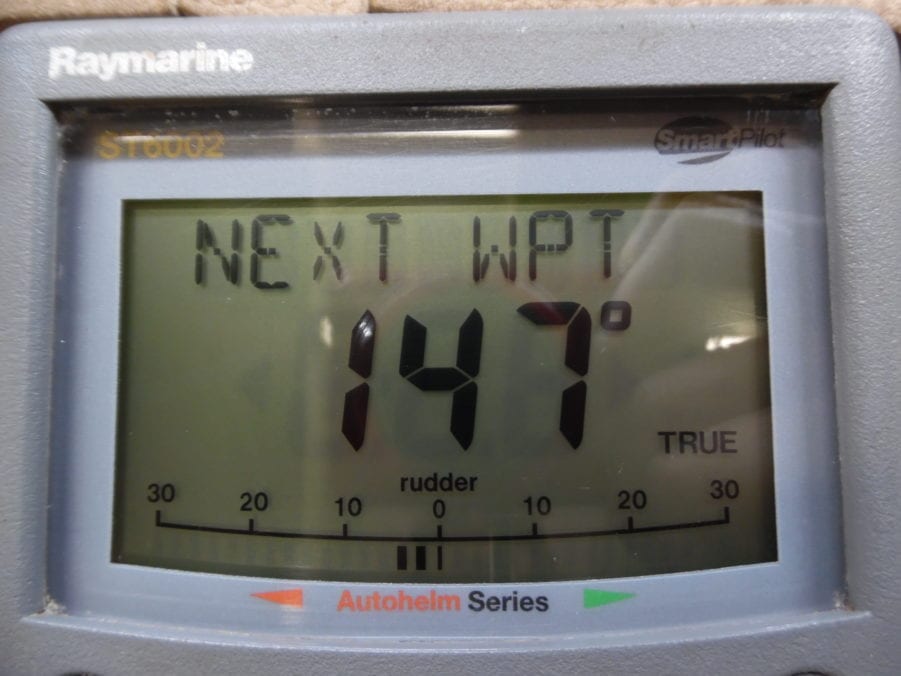 Raymarine
ST6002 SmartPilot
NEXT WPT
147°
TRUE
rudder
30 20 10 0 10 20 30
Autohelm Series